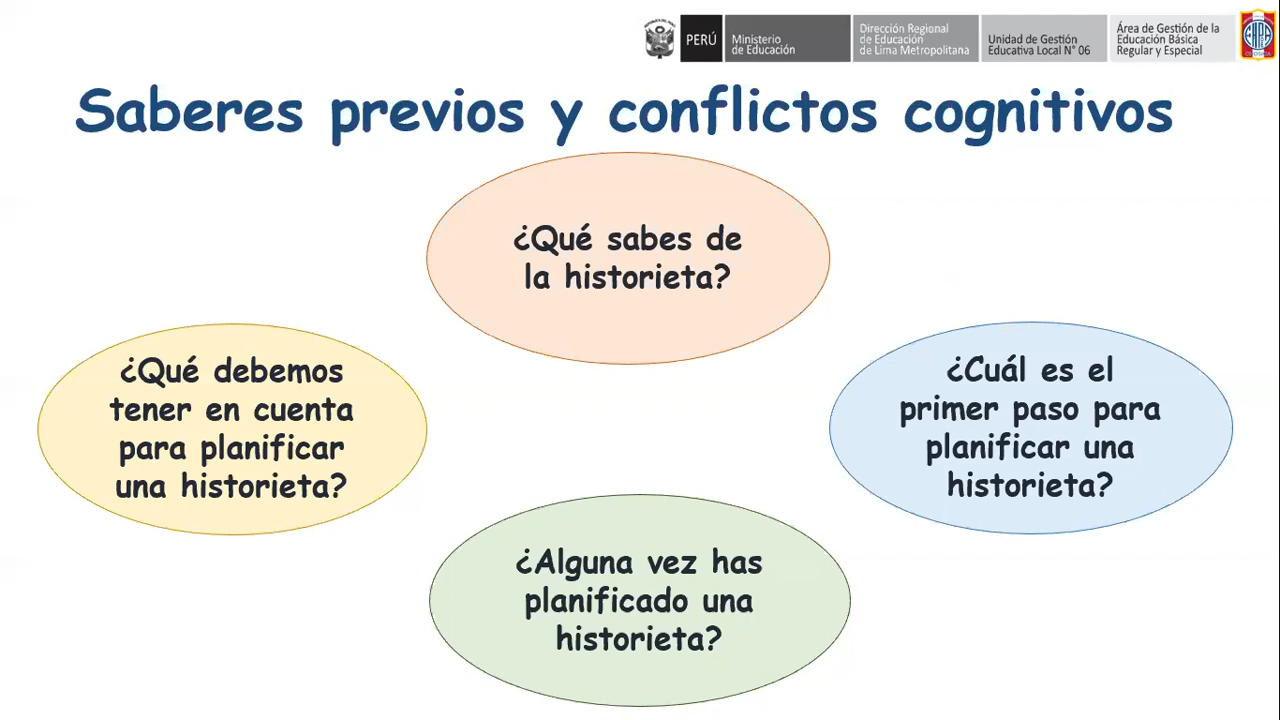 PERÚ
Ministerio
de Educación
Dirección Regional
de Educación
de Lima Metropolitana
Unidad de Gestión
Educativa Local N° 06
Área de Gestión de la
Educación Básica
Regular y Especial
Saberes previos y conflictos cognitivos
¿Qué sabes de
la historieta?
¿Qué debemos
tener en cuenta
para planificar
una historieta?
¿Cuál es el
primer paso para
planificar una
historieta?
¿Alguna vez has
planificado una
historieta?